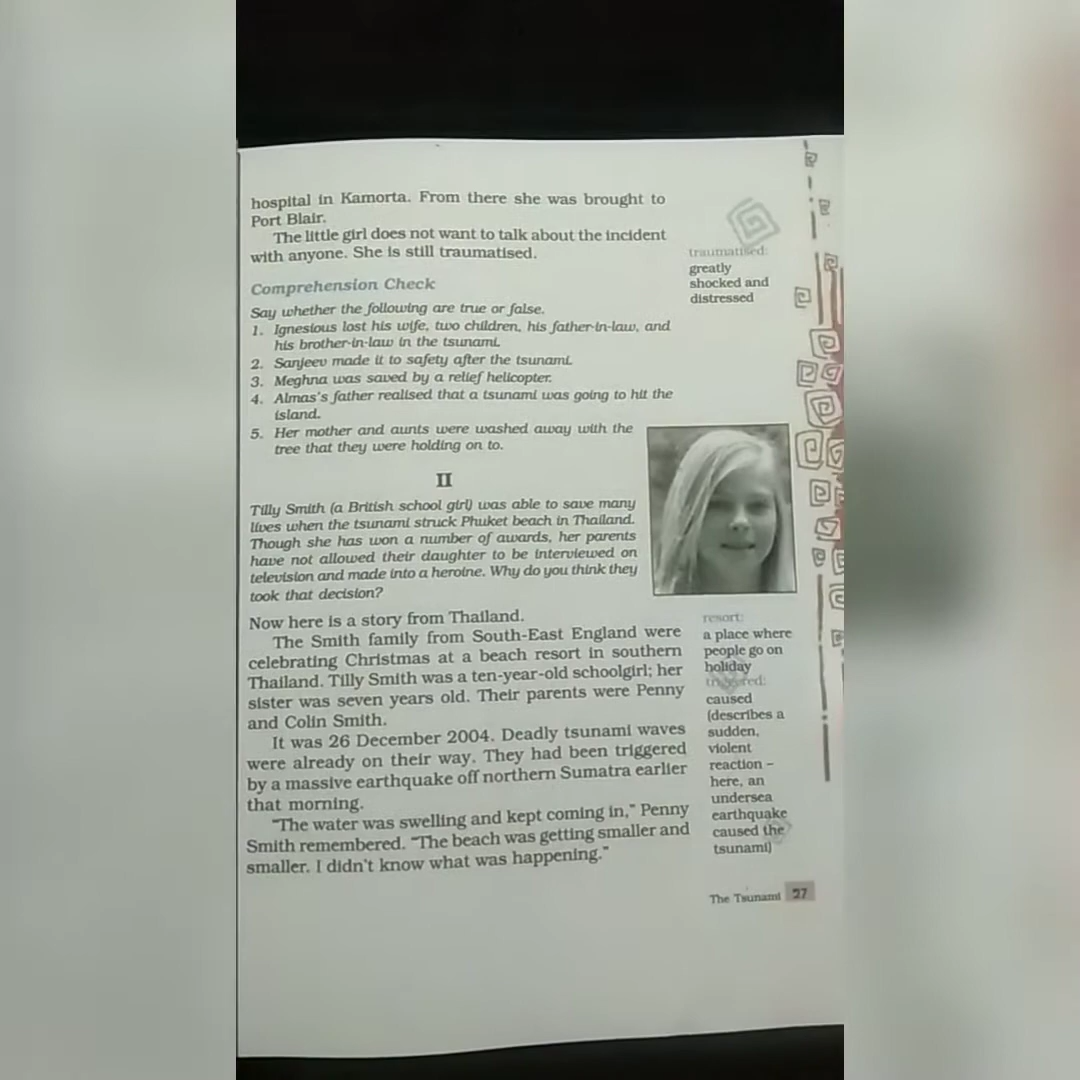 hospital in Kamorta. From there she was brought to
Port Blair.
The little girl does not want to talk about the incident
with anyone. She is still traumatised.
traumatised:
greatly
shocked and
distressed
Comprehension Check
Say whether the following are true or false.
1. Ignesious lost his wife, two children, his father-in-law, and
his brother-in-law in the tsunami.
2. Sanjeev made it to safety after the tsunami.
3. Meghna was saved by a relief helicopter.
4. Almas's father realised that a tsunami was going to hit the
island.
5. Her mother and aunts were washed away with the
tree that they were holding on to.
II
Tilly Smith (a British school girl) was able to save many
lives when the tsunami struck Phuket beach in Thailand.
Though she has won a number of awards, her parents
have not allowed their daughter to be interviewed on
television and made into a heroine. Why do you think they
took that decision?
Now here is a story from Thailand.
The Smith family from South-East England were
celebrating Christmas at a beach resort in southern
Thailand. Tilly Smith was a ten-year-old schoolgirl; her
sister was seven years old. Their parents were Penny
and Colin Smith.
It was 26 December 2004. Deadly tsunami waves
were already on their way. They had been triggered
by a massive earthquake off northern Sumatra earlier
that morning.
"The water was swelling and kept coming in," Penny
Smith remembered. "The beach was getting smaller and
smaller. I didn't know what was happening."
resort:
a place where
people go on
holiday
triggered:
caused
(describes a
sudden,
violent
reaction –
here, an
undersea
earthquake
caused the
tsunami)
The Tsunami 27